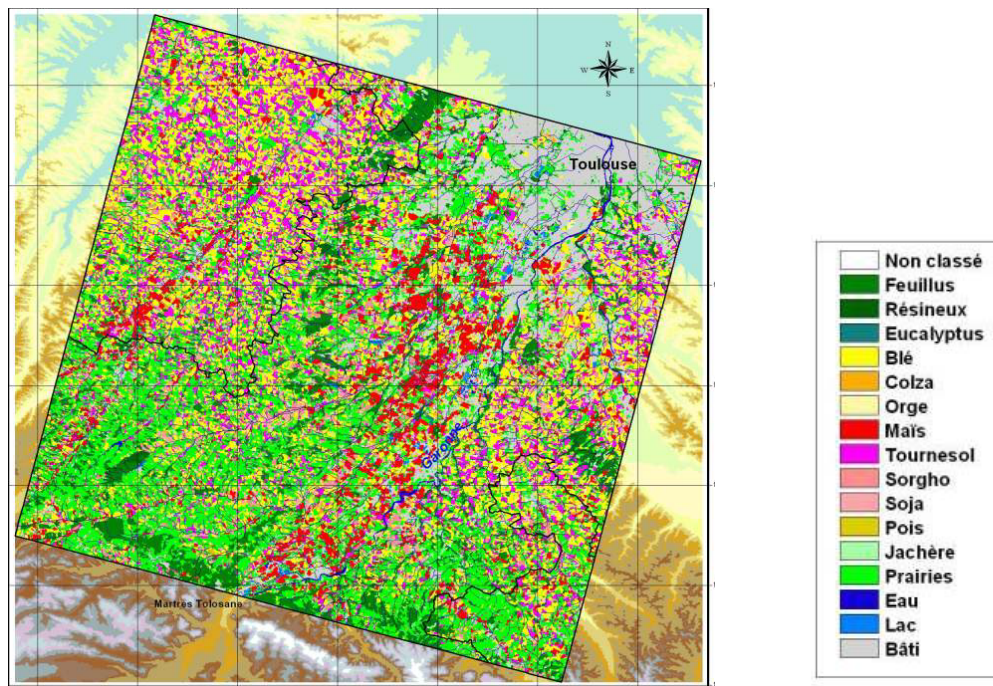 N
W E
S
Toulouse
Garonne
Martres Tolosane
Non classé
Feuillus
Résineux
Eucalyptus
Blé
Colza
Orge
Maïs
Tournesol
Sorgho
Soja
Pois
Jachère
Prairies
Eau
Lac
Bâti